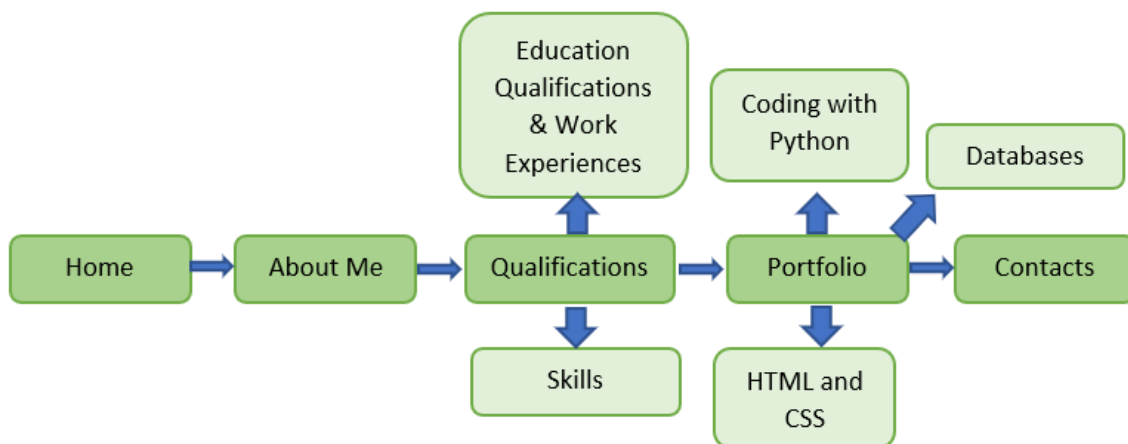 Education
Qualifications
& Work
Experiences
Coding with
Python
Databases
Home
About Me
Qualifications
Portfolio
Contacts
Skills
HTML and
CSS